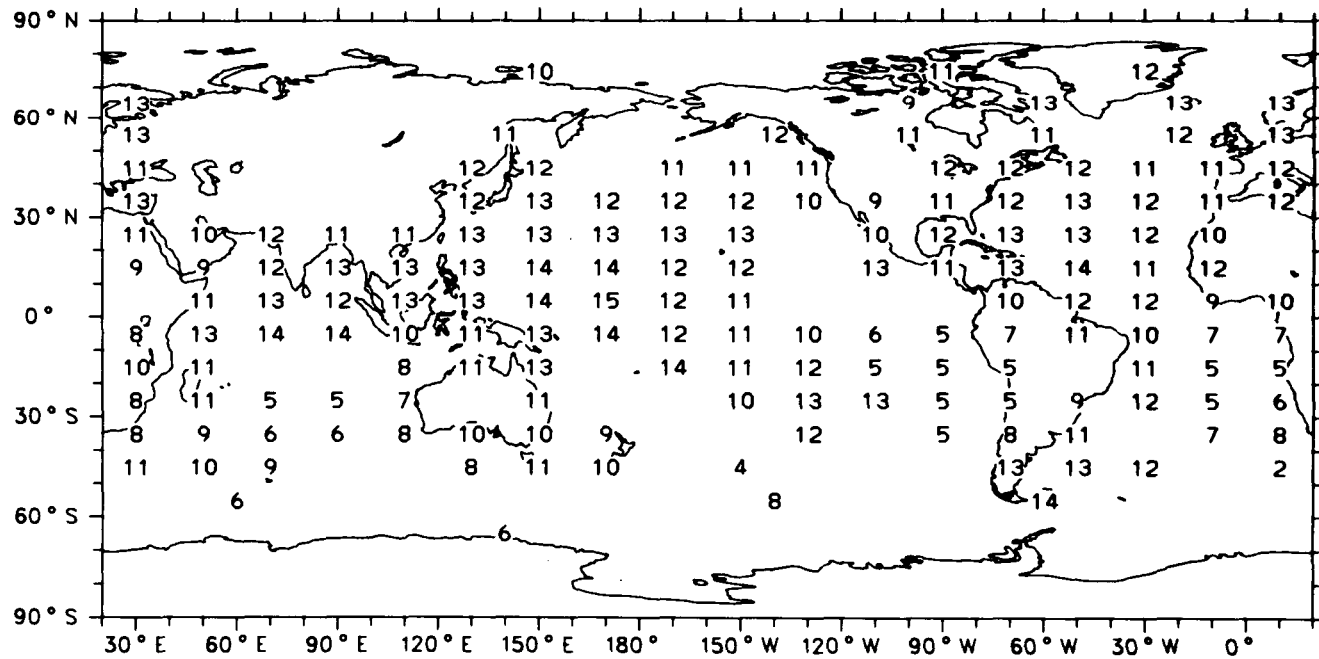 90° N
10 11 12
13 9 13 13 13
60° N
13 11 12 11 11 12 13
11 12 12 11 11 11 12 12 12 11 11 12
13 12 13 12 12 12 10 9 11 12 13 12 11 12
30° N
11 10 12 11 11 13 13 13 13 13 10 12 13 13 12 10
9 9 12 13 13 13 14 14 12 12 13 11 13 14 11 12
11 13 12 13 13 14 15 12 11 10 12 12 9 10
0°
8 13 14 14 10 11 13 14 12 11 10 6 5 7 11 10 7 7
10 11 8 11 13 14 11 12 5 5 5 11 5 5
8 11 5 5 7 11 10 13 13 5 5 9 12 5 6
30° S
8 9 6 6 8 10 10 9 12 5 8 11 7 8
11 10 9 8 11 10 4 13 13 12 2
6 8 14
60° S
6
90° S
30° E 60° E 90° E 120° E 150° E 180° 150° W 120° W 90° W 60° W 30° W 0°